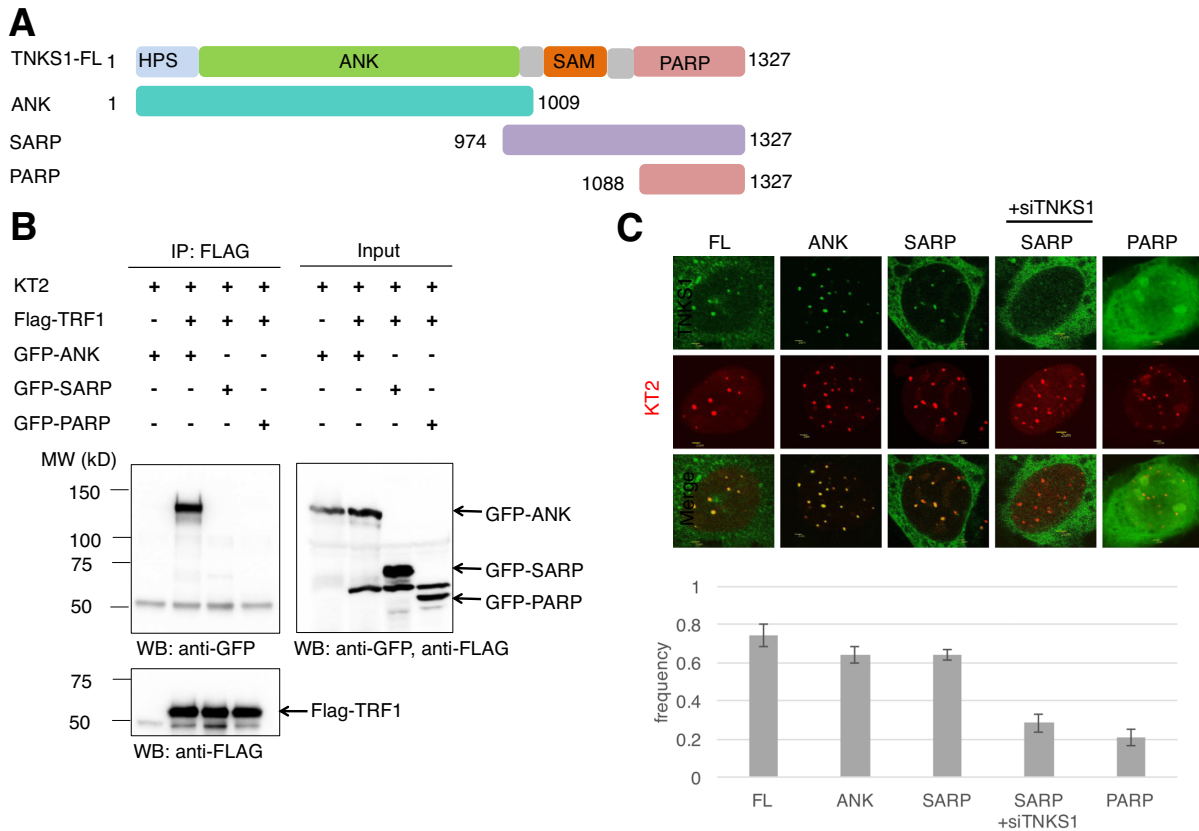 A
TNKS1-FL 1 HPS ANK SAM PARP 1327
ANK 1 1009
SARP 974 1327
PARP 1088 1327
B
IP: FLAG Input
KT2 + + + + + + + +
Flag-TRF1 - + + + - + + +
GFP-ANK + + - - + + - -
GFP-SARP - - + - - - + -
GFP-PARP - - - + - - - +
MW (kD)
150
100
75
50
GFP-ANK
GFP-SARP
GFP-PARP
WB: anti-GFP WB: anti-GFP, anti-FLAG
75
50
Flag-TRF1
WB: anti-FLAG
C
+siTNKS1
FL ANK SARP SARP PARP
TNKS1
KT2
Merge
frequency
1
0.8
0.6
0.4
0.2
0
FL ANK SARP SARP PARP
+siTNKS1